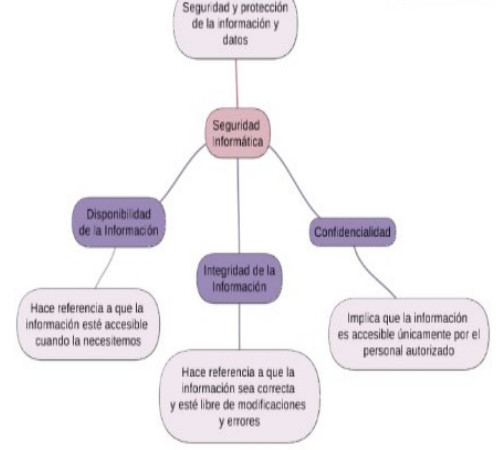 Seguridad y protección
de la información y
datos
Seguridad
Informática
Disponibilidad
de la Información
Hace referencia a que la
información esté accesible
cuando la necesitemos
Integridad de la
Información
Hace referencia a que la
información sea correcta
y esté libre de modificaciones
y errores
Confidencialidad
Implica que la información
es accesible únicamente por el
personal autorizado